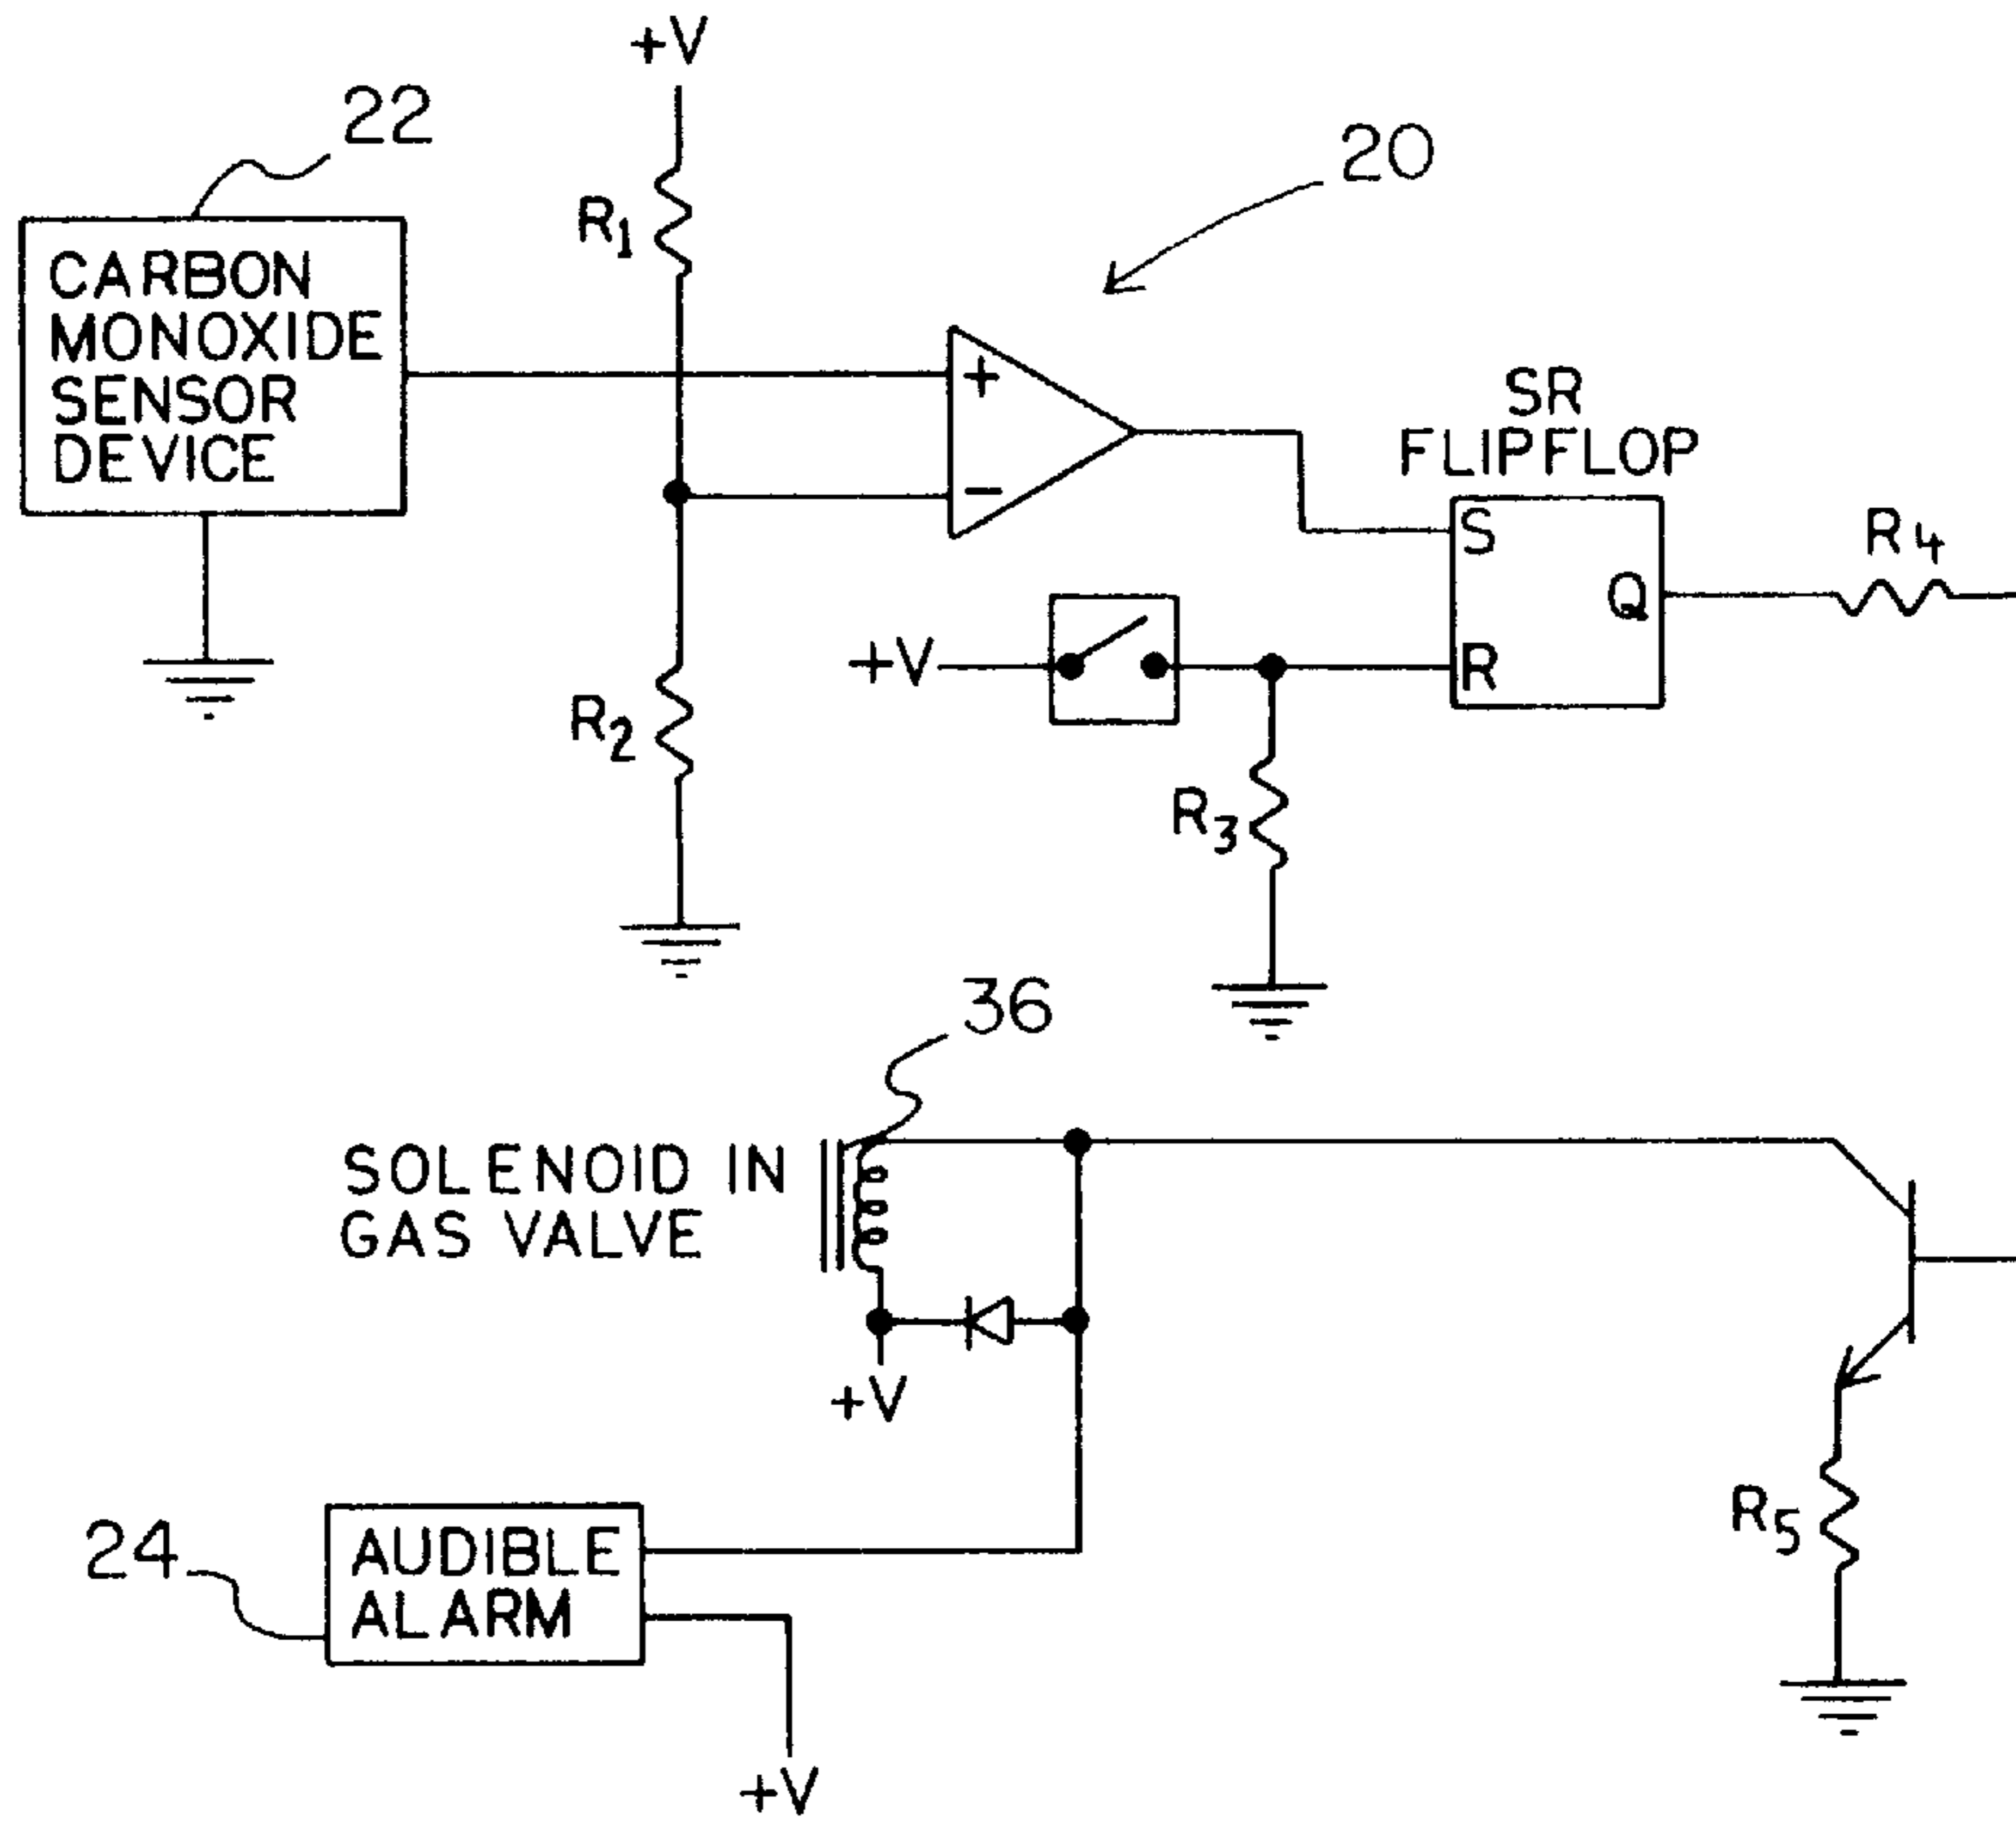 +V
22
20
R1
CARBON
MONOXIDE
SENSOR
DEVICE
+
−
SR
FLIPFLOP
S
Q
R
R4
+V
R2
R3
36
SOLENOID IN
GAS VALVE
+V
24
AUDIBLE
ALARM
R5
+V